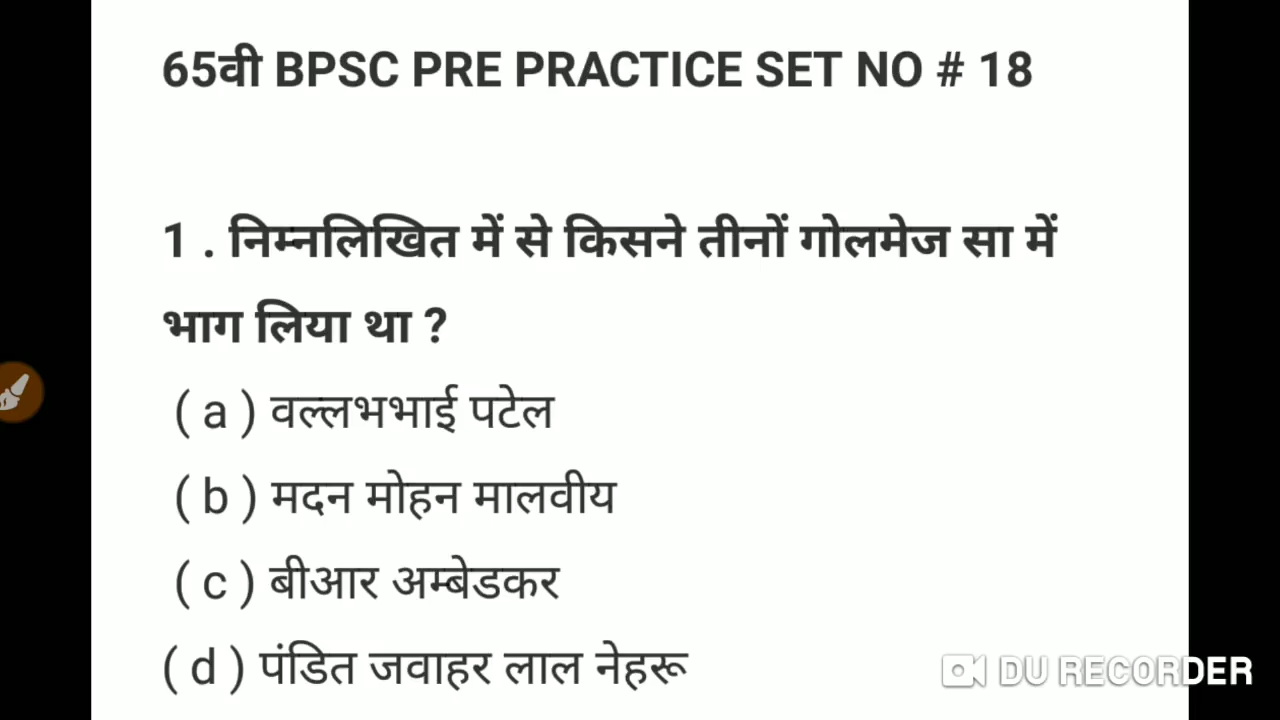 65वी BPSC PRE PRACTICE SET NO # 18
1 . निम्नलिखित में से किसने तीनों गोलमेज सा में
भाग लिया था ?
( a ) वल्लभभाई पटेल
( b ) मदन मोहन मालवीय
( c ) बीआर अम्बेडकर
( d ) पंडित जवाहर लाल नेहरू
DU RECORDER